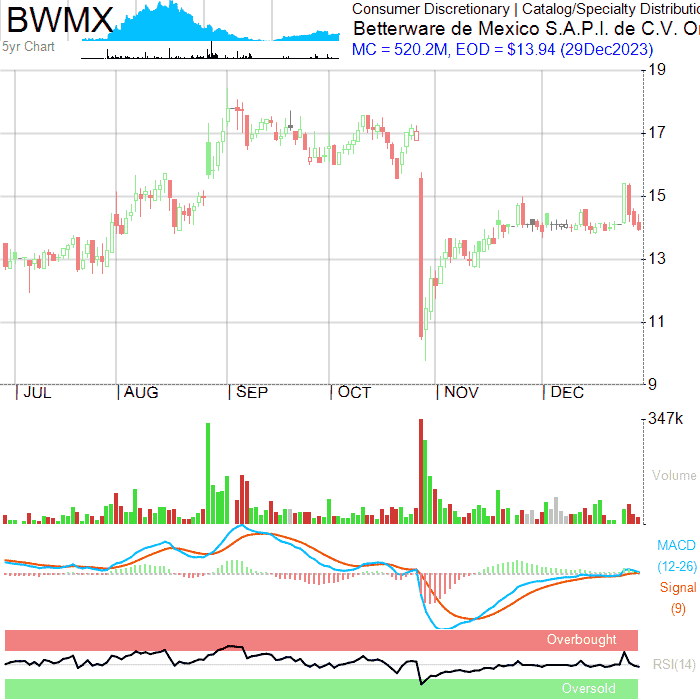 BWMX
5yr Chart
Consumer Discretionary | Catalog/Specialty Distributio
Betterware de Mexico S.A.P.I. de C.V. Or
MC = 520.2M, EOD = $13.94 (29Dec2023)
19
17
15
13
11
9
JUL AUG SEP OCT NOV DEC
347k
Volume
MACD
(12-26)
Signal
(9)
Overbought
RSI(14)
Oversold